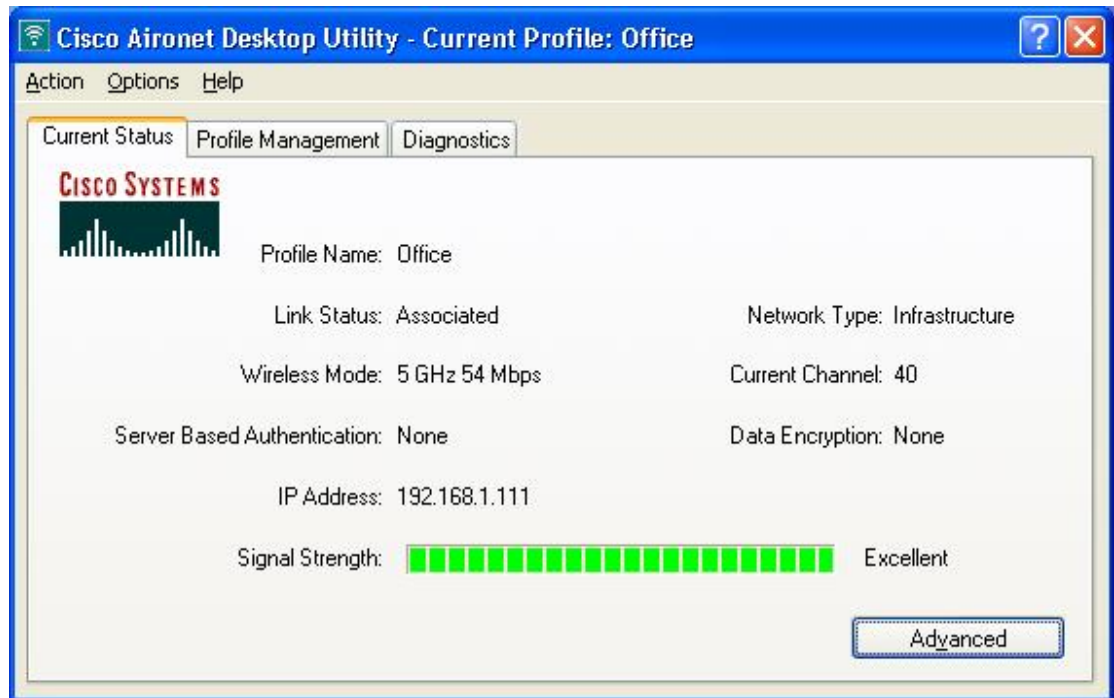 Cisco Aironet Desktop Utility - Current Profile: Office
Action Options Help
Current Status Profile Management Diagnostics
CISCO SYSTEMS
Profile Name: Office
Link Status: Associated Network Type: Infrastructure
Wireless Mode: 5 GHz 54 Mbps Current Channel: 40
Server Based Authentication: None Data Encryption: None
IP Address: 192.168.1.111
Signal Strength: Excellent
Advanced